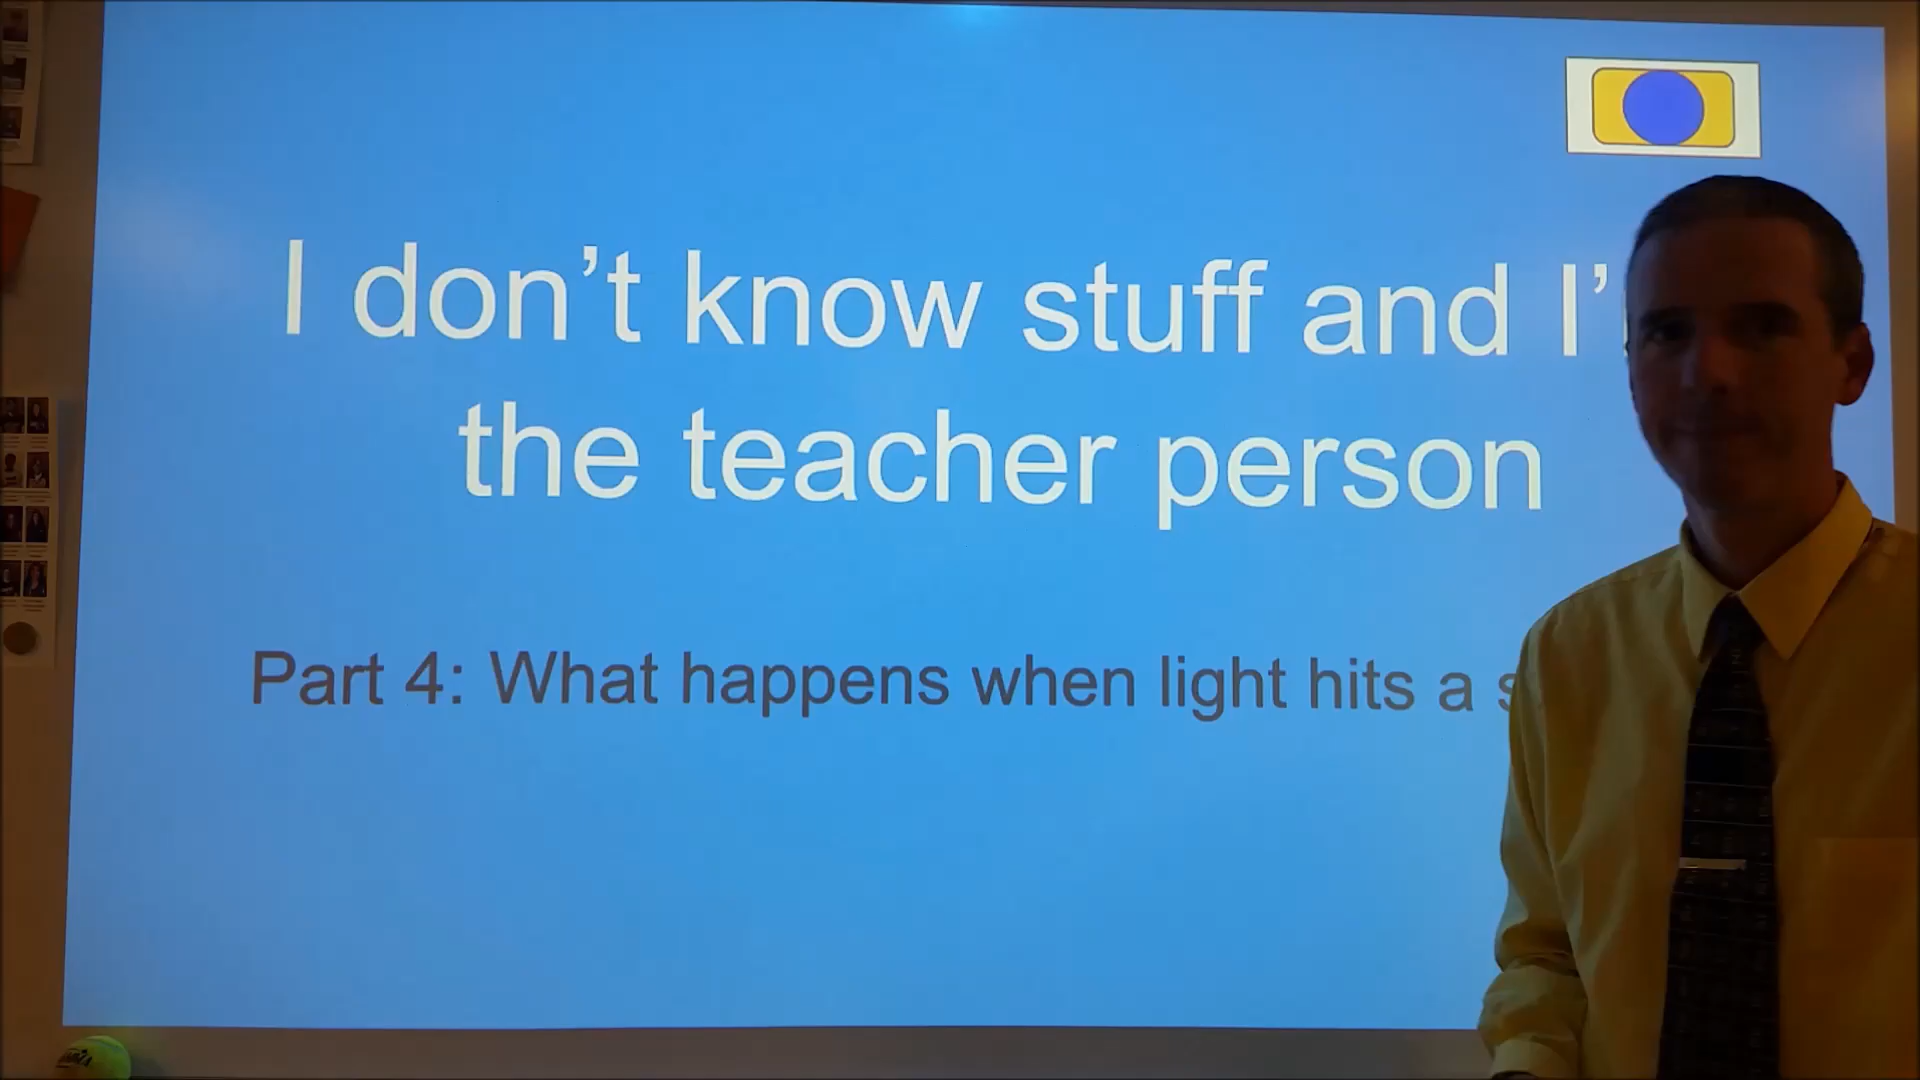 I don’t know stuff and I’
the teacher person
Part 4: What happens when light hits a s